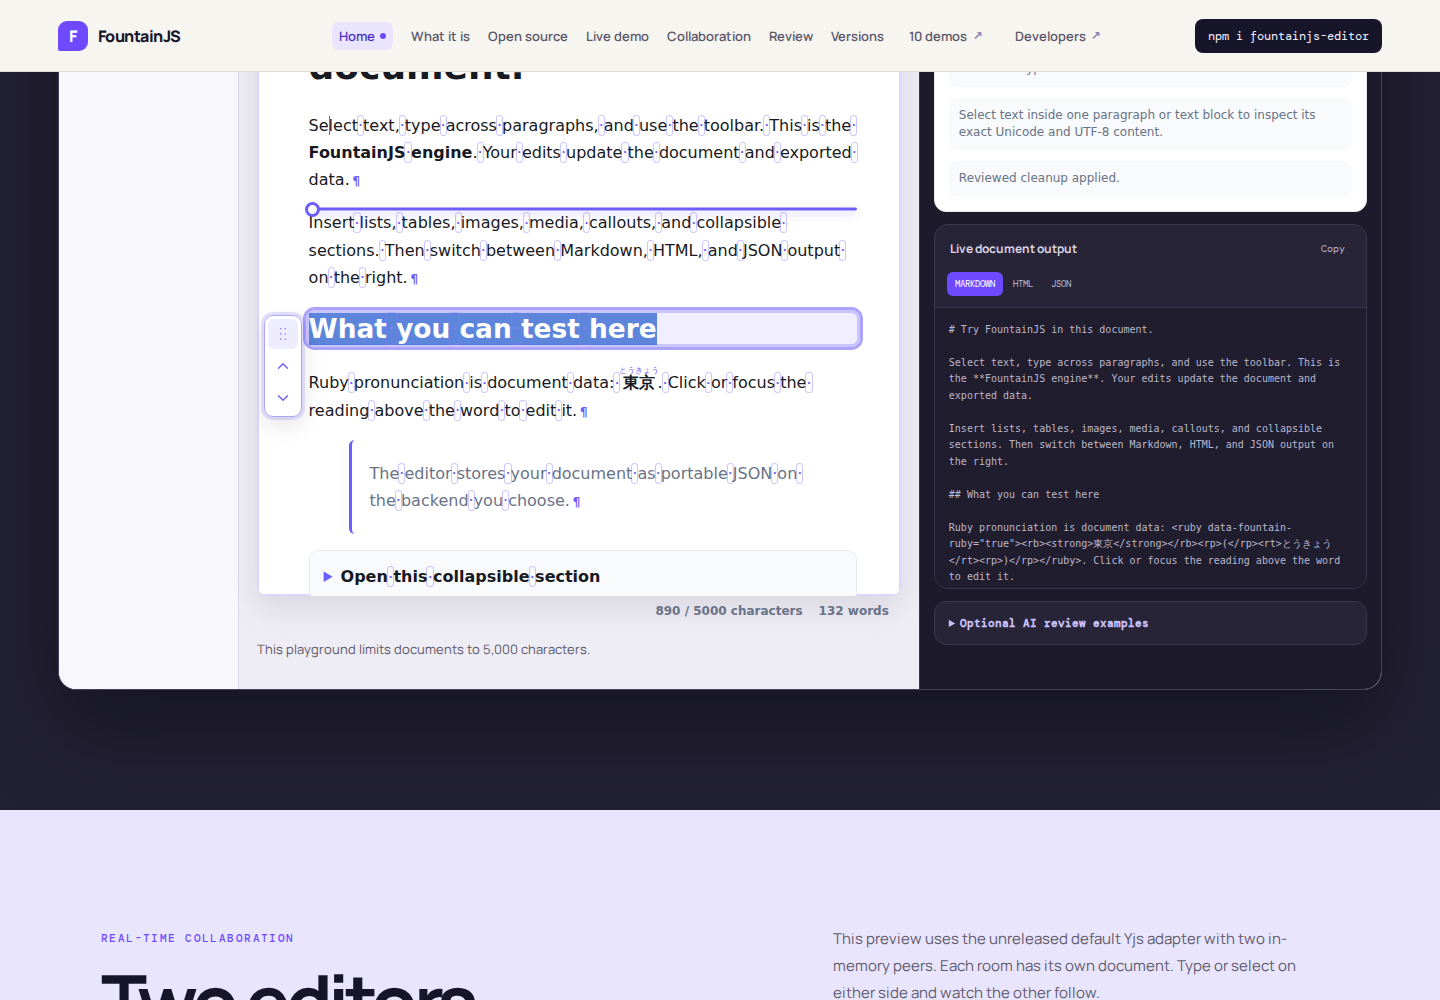 F FountainJS
Home What it is Open source Live demo Collaboration Review Versions 10 demos ↗ Developers ↗
npm i fountainjs-editor
document.
Select·text,·type·across·paragraphs,·and·use·the·toolbar.·This·is·the·
FountainJS·engine.·Your·edits·update·the·document·and·exported·
data.¶
Insert·lists,·tables,·images,·media,·callouts,·and·collapsible·
sections.·Then·switch·between·Markdown,·HTML,·and·JSON·output·
on·the·right.¶
What you can test here
とうきょう
Ruby·pronunciation·is·document·data:·東京.·Click·or·focus·the·
reading·above·the·word·to·edit·it.¶
The·editor·stores·your·document·as·portable·JSON·on·
the·backend·you·choose.¶
▶ Open·this·collapsible·section
890 / 5000 characters 132 words
This playground limits documents to 5,000 characters.
Select text inside one paragraph or text block to inspect its
exact Unicode and UTF-8 content.
Reviewed cleanup applied.
Live document output
Copy
MARKDOWN HTML JSON
# Try FountainJS in this document.
Select text, type across paragraphs, and use the toolbar. This is
the **FountainJS engine**. Your edits update the document and
exported data.
Insert lists, tables, images, media, callouts, and collapsible
sections. Then switch between Markdown, HTML, and JSON output on
the right.
## What you can test here
Ruby pronunciation is document data: <ruby data-fountain-
ruby="true"><rb><strong>東京</strong></rb><rp>(</rp><rt>とうきょう
</rt><rp>)</rp></ruby>. Click or focus the reading above the word
to edit it.
▶ Optional AI review examples
REAL-TIME COLLABORATION
Two editors
This preview uses the unreleased default Yjs adapter with two in-
memory peers. Each room has its own document. Type or select on
either side and watch the other follow.